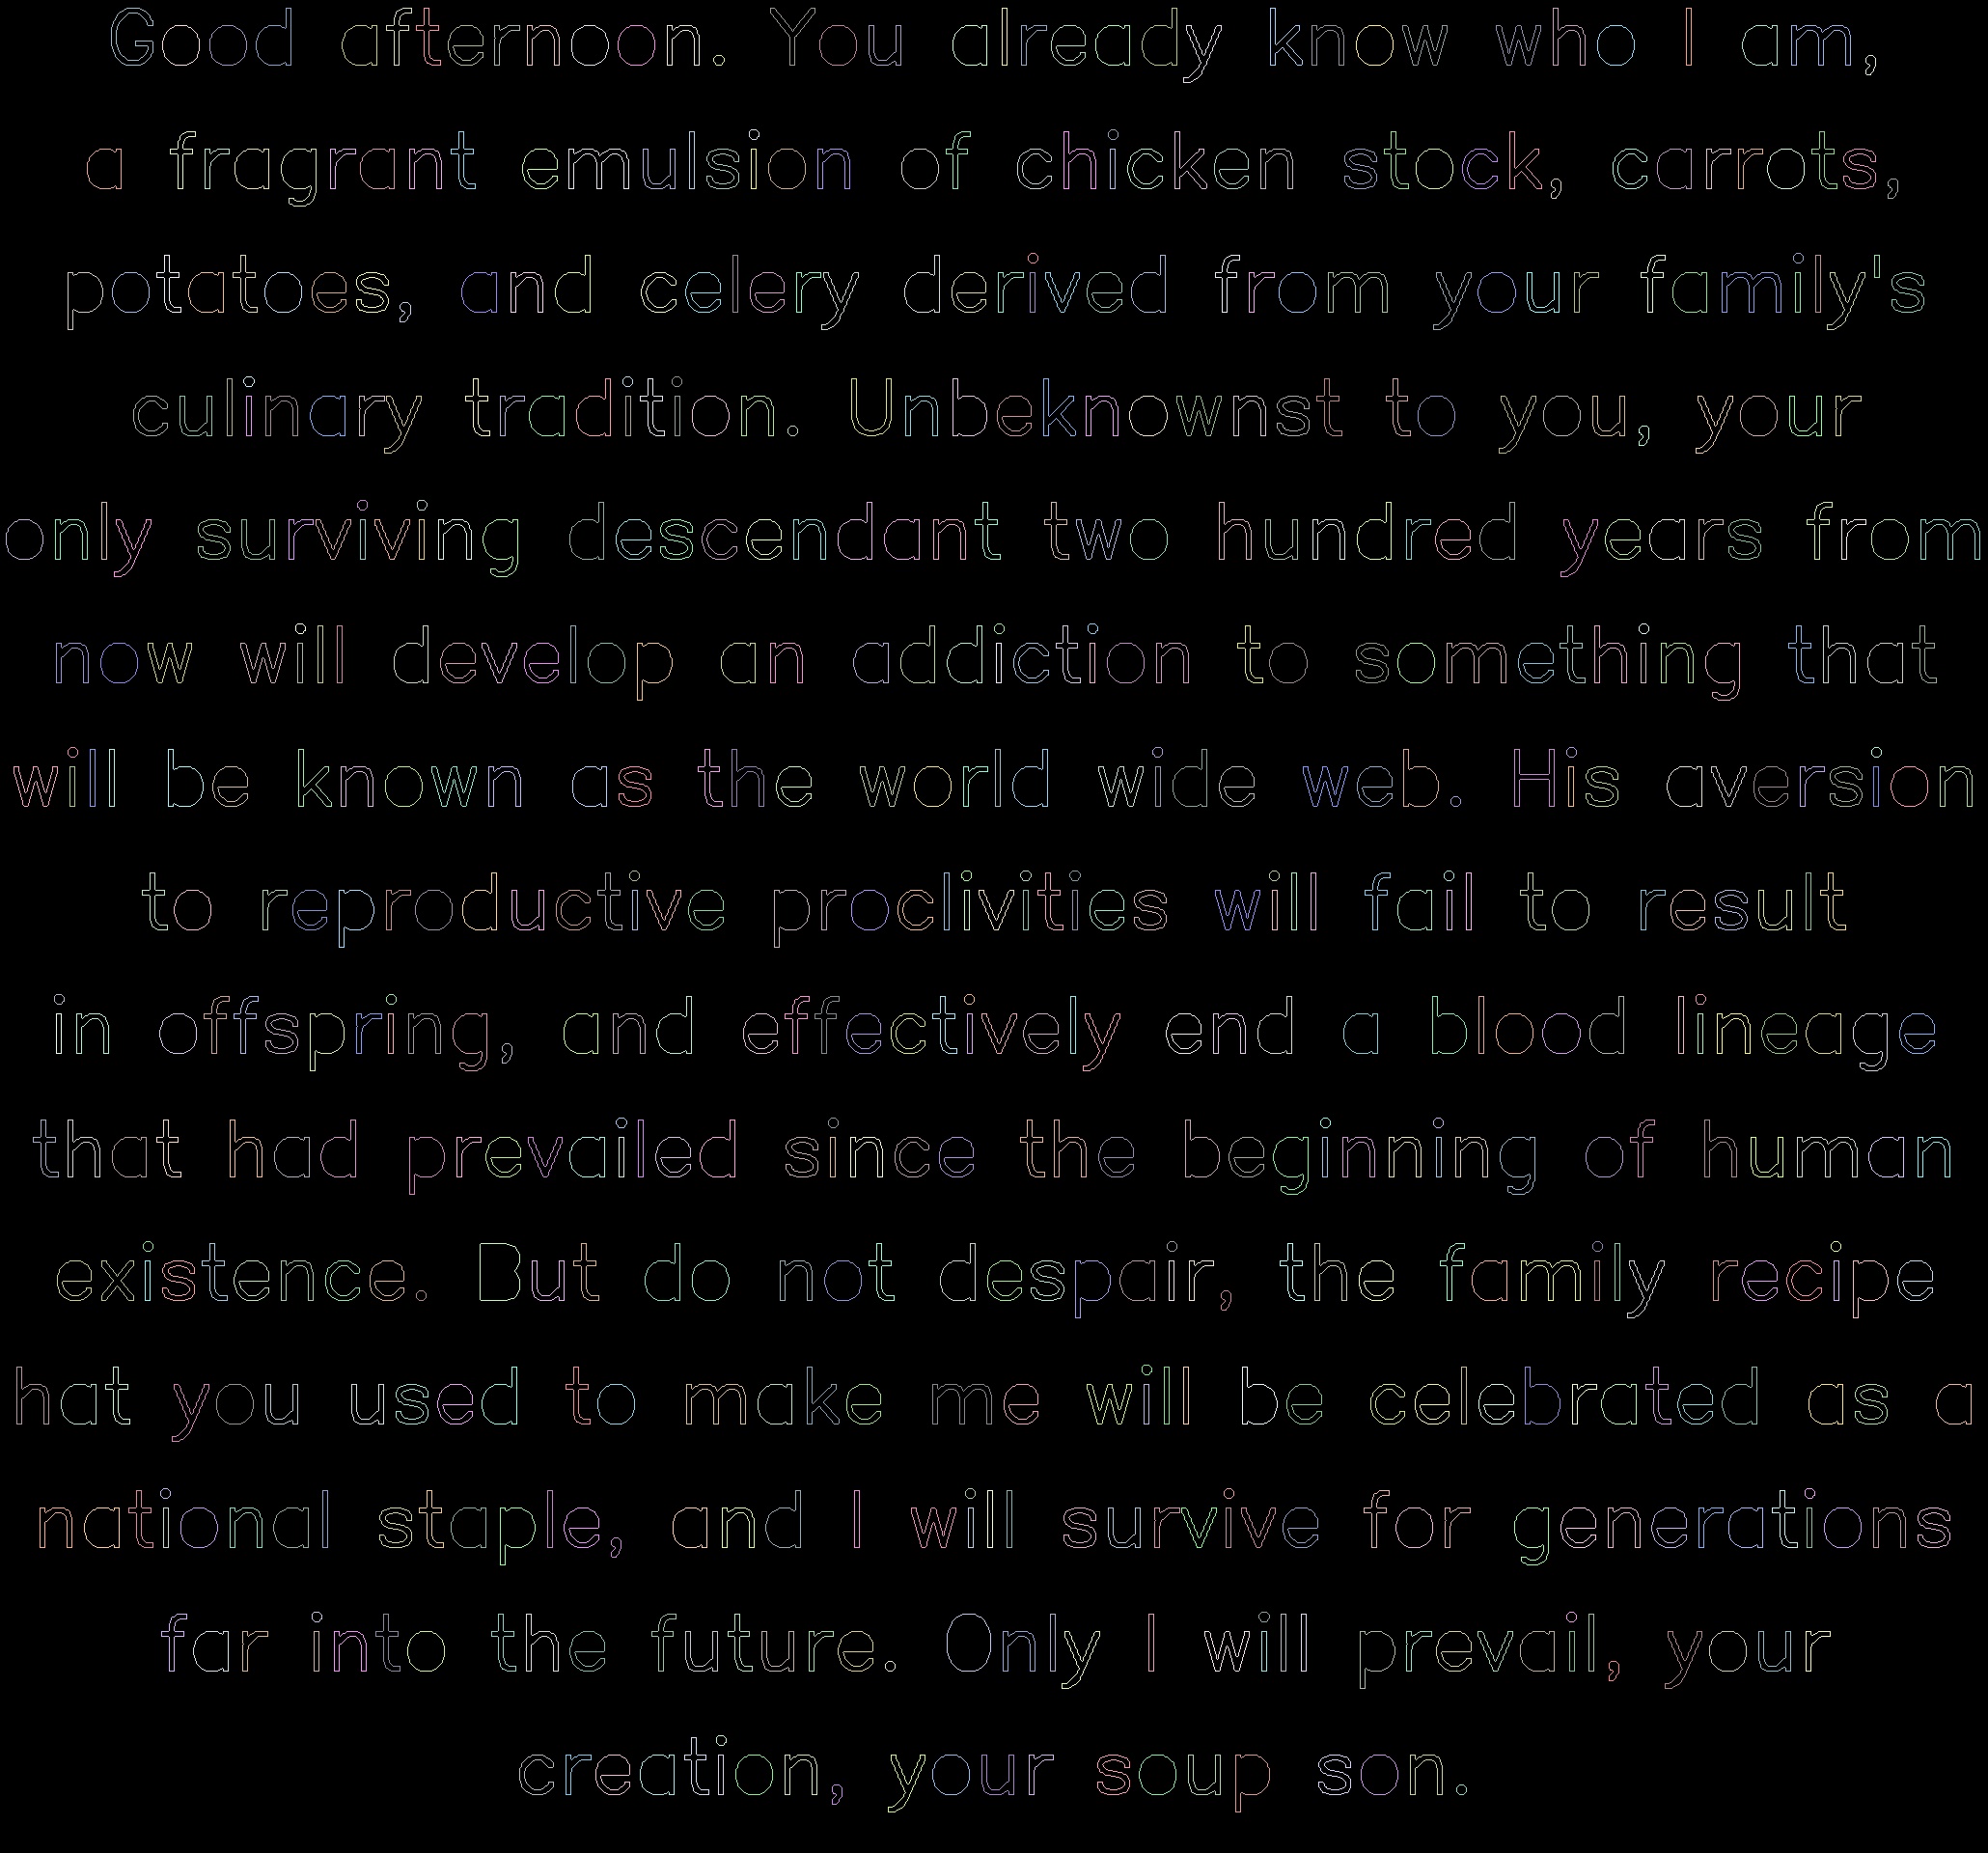 Good afternoon. You already know who I am,
a fragrant emulsion of chicken stock, carrots,
potatoes, and celery derived from your family's
culinary tradition. Unbeknownst to you, your
only surviving descendant two hundred years from
now will develop an addiction to something that
will be known as the world wide web. His aversion
to reproductive proclivities will fail to result
in offspring, and effectively end a blood lineage
that had prevailed since the beginning of human
existence. But do not despair, the family recipe
hat you used to make me will be celebrated as a
national staple, and I will survive for generations
far into the future. Only I will prevail, your
creation, your soup son.